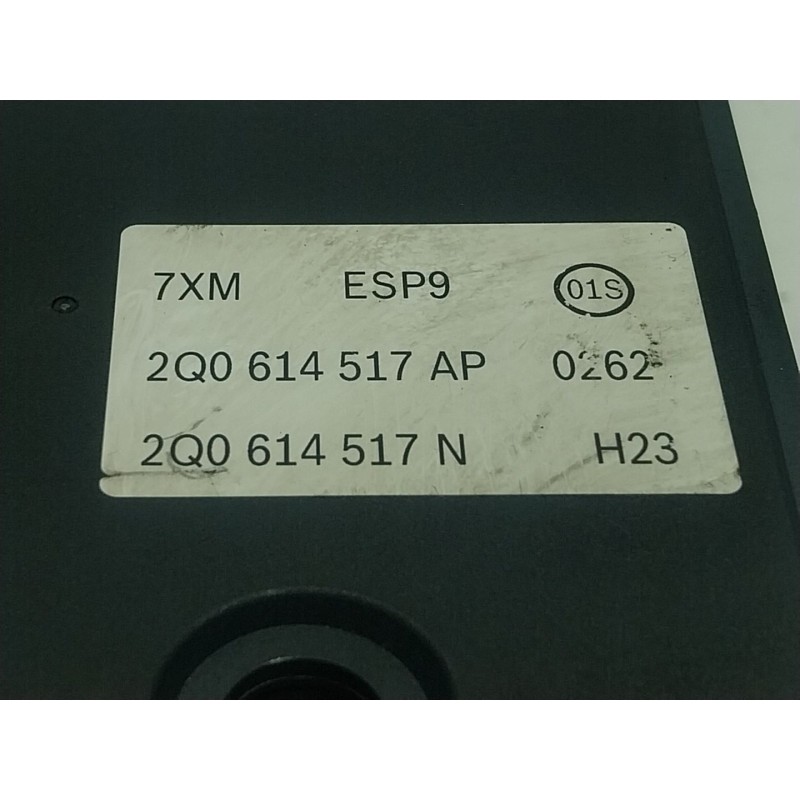 7XM ESP9 01S
2Q0 614 517 AP 0262
2Q0 614 517 N H23